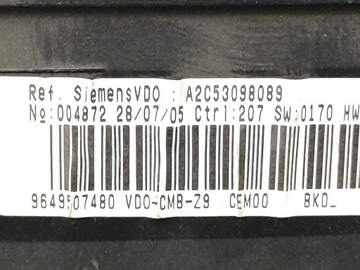 Ref. SiemensVDO : A2C53098089
No:004872 28/07/05 Ctrl:207 SW:0170 HW
9649507480 VDO-CMB-Z9 CEM00 BKD_